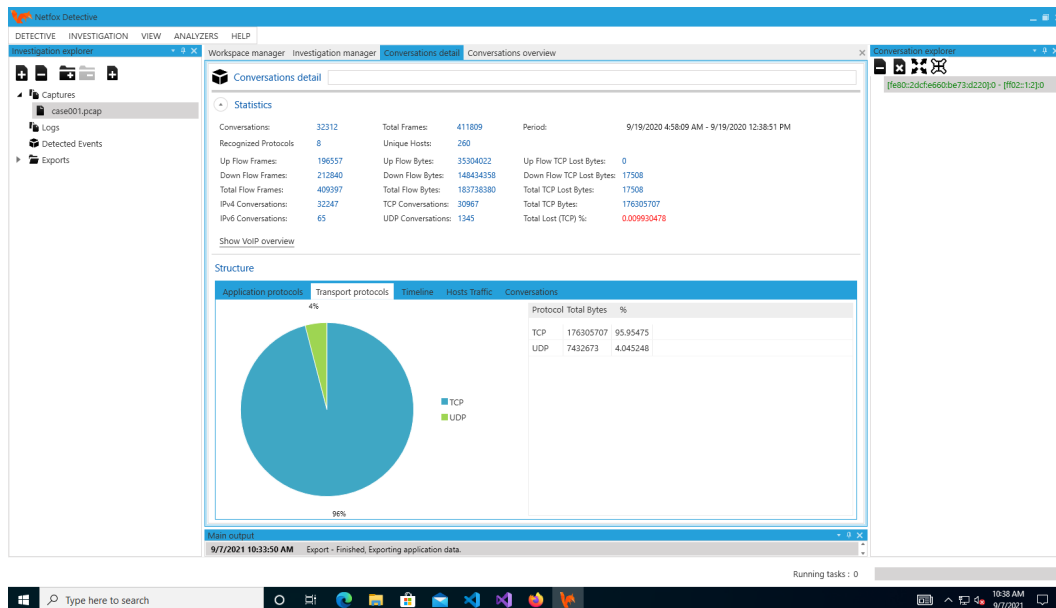 Netfox Detective
DETECTIVE INVESTIGATION VIEW ANALYZERS HELP
Investigation explorer
Captures
case001.pcap
Logs
Detected Events
Exports
Workspace manager Investigation manager Conversations detail Conversations overview
Conversations detail
Statistics
Conversations: 32312 Total Frames: 411809 Period: 9/19/2020 4:58:09 AM - 9/19/2020 12:38:51 PM
Recognized Protocols 8 Unique Hosts: 260
Up Flow Frames: 196557 Up Flow Bytes: 35304022 Up Flow TCP Lost Bytes: 0
Down Flow Frames: 212840 Down Flow Bytes: 148434358 Down Flow TCP Lost Bytes: 17508
Total Flow Frames: 409397 Total Flow Bytes: 183738380 Total TCP Lost Bytes: 17508
IPv4 Conversations: 32247 TCP Conversations: 30967 Total TCP Bytes: 176305707
IPv6 Conversations: 65 UDP Conversations: 1345 Total Lost (TCP) %: 0.009930478
Show VoIP overview
Structure
Application protocols Transport protocols Timeline Hosts Traffic Conversations
4%
TCP
UDP
96%
Protocol Total Bytes %
TCP 176305707 95.95475
UDP 7432673 4.045248
Main output
9/7/2021 10:33:50 AM Export - Finished, Exporting application data.
Conversation explorer
[fe80::2dcf:e660:be73:d220]:0 - [ff02::1:2]:0
Running tasks : 0
Type here to search
10:38 AM
9/7/2021